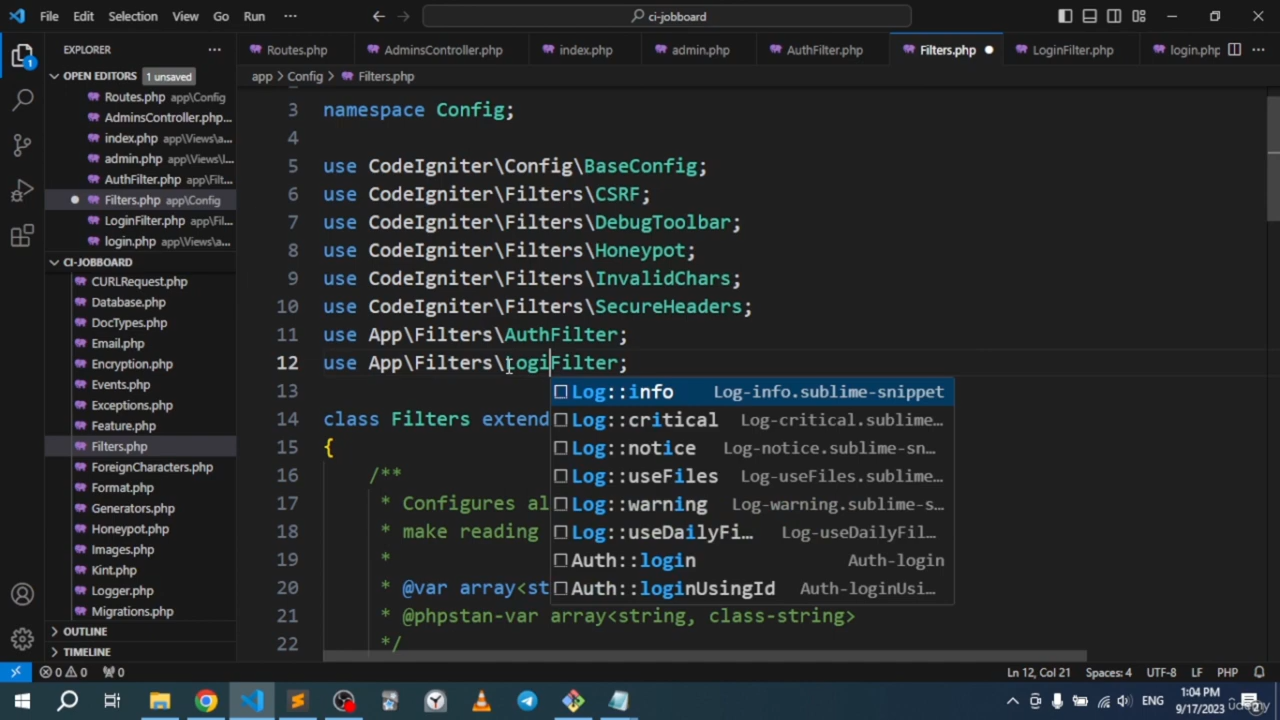 File Edit Selection View Go Run ··· ci-jobboard
EXPLORER ···
Routes.php AdminsController.php index.php admin.php AuthFilter.php Filters.php LoginFilter.php login.php ···
OPEN EDITORS 1 unsaved
app > Config > Filters.php
Routes.php app\Config
AdminsController.php...
index.php app\Views\a...
admin.php app\Views\l...
AuthFilter.php app\Filt...
Filters.php app\Config
LoginFilter.php app\Fil...
login.php app\Views\a...
CI-JOBBOARD
CURLRequest.php
Database.php
DocTypes.php
Email.php
Encryption.php
Events.php
Exceptions.php
Feature.php
Filters.php
ForeignCharacters.php
Format.php
Generators.php
Honeypot.php
Images.php
Kint.php
Logger.php
Migrations.php
OUTLINE
TIMELINE
1
3 namespace Config;
4
5 use CodeIgniter\Config\BaseConfig;
6 use CodeIgniter\Filters\CSRF;
7 use CodeIgniter\Filters\DebugToolbar;
8 use CodeIgniter\Filters\Honeypot;
9 use CodeIgniter\Filters\InvalidChars;
10 use CodeIgniter\Filters\SecureHeaders;
11 use App\Filters\AuthFilter;
12 use App\Filters\LogiFilter;
13
14 class Filters extend
15 {
16 /**
17 * Configures al
18 * make reading
19 *
20 * @var array<st
21 * @phpstan-var array<string, class-string>
22 */
Log::info Log-info.sublime-snippet
Log::critical Log-critical.sublime...
Log::notice Log-notice.sublime-sn...
Log::useFiles Log-useFiles.sublime...
Log::warning Log-warning.sublime-s...
Log::useDailyFi... Log-useDailyFil...
Auth::login Auth-login
Auth::loginUsingId Auth-loginUsi...
0 0 0 Ln 12, Col 21 Spaces: 4 UTF-8 LF PHP
ENG 1:04 PM
9/17/2023
udemy